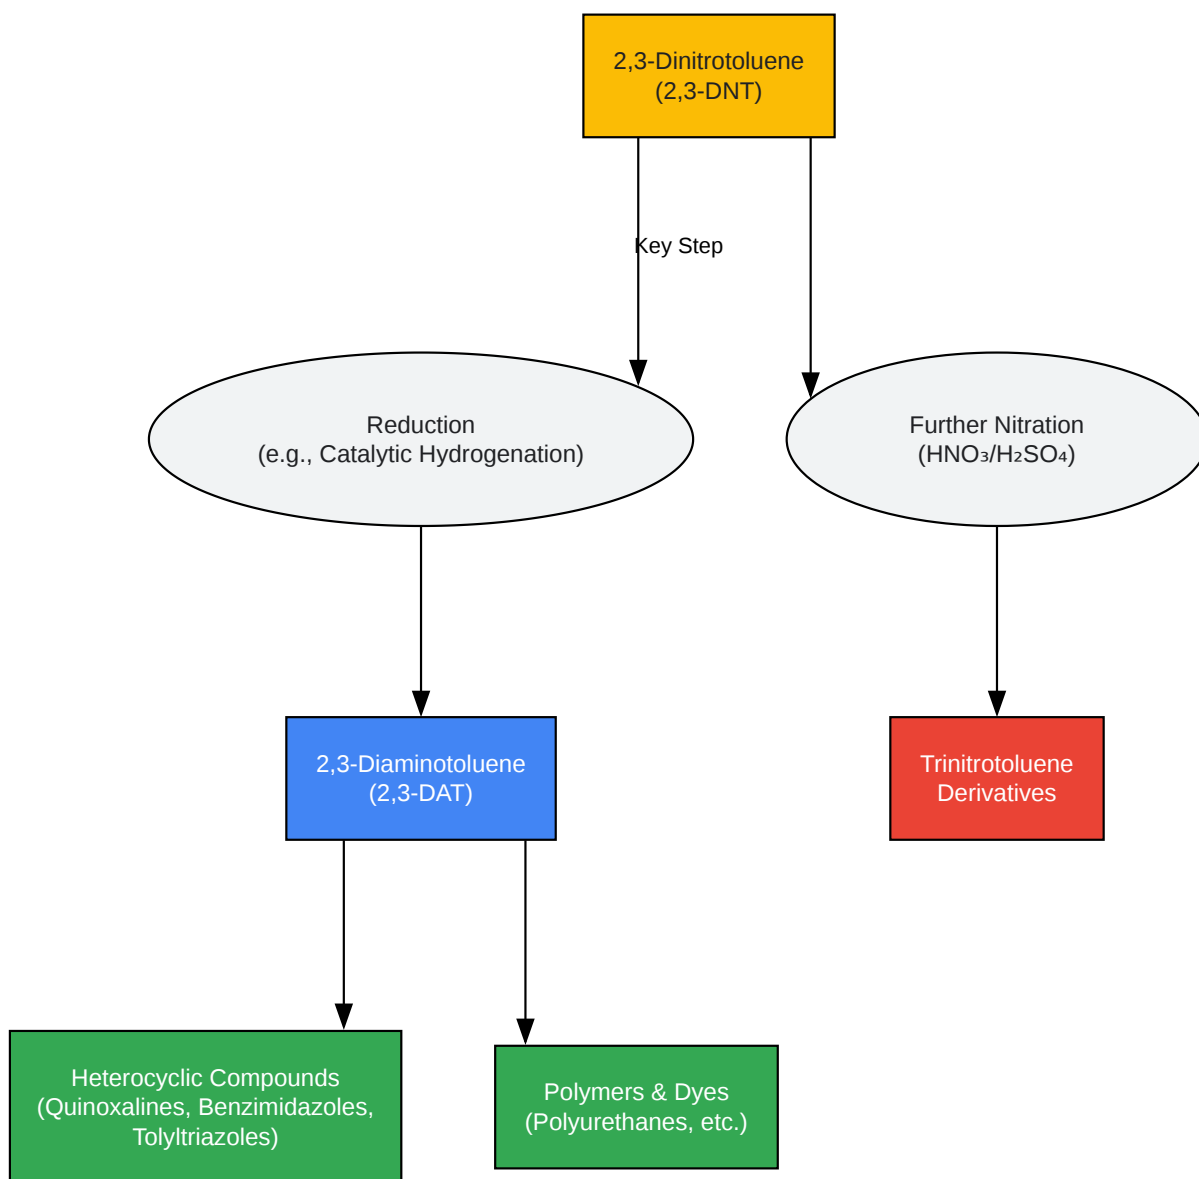 2,3-Dinitrotoluene
(2,3-DNT)
Key Step
Reduction
(e.g., Catalytic Hydrogenation)
Further Nitration
(HNO₃/H₂SO₄)
2,3-Diaminotoluene
(2,3-DAT)
Trinitrotoluene
Derivatives
Heterocyclic Compounds
(Quinoxalines, Benzimidazoles,
Tolyltriazoles)
Polymers & Dyes
(Polyurethanes, etc.)